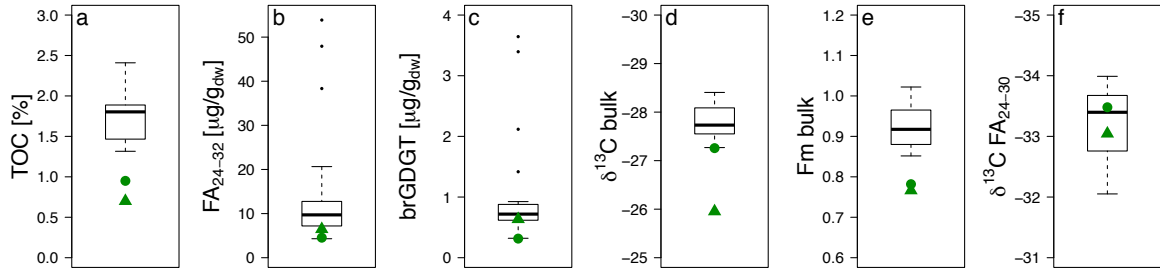 a
TOC [%]
3.0
2.5
2.0
1.5
1.0
0.5
0.0
b
FA24−32 [μg/gdw]
50
40
30
20
10
0
c
brGDGT [μg/gdw]
4
3
2
1
0
d
δ13C bulk
−30
−29
−28
−27
−26
−25
e
Fm bulk
1.1
1.0
0.9
0.8
0.7
0.6
f
δ13C FA24−30
−35
−34
−33
−32
−31